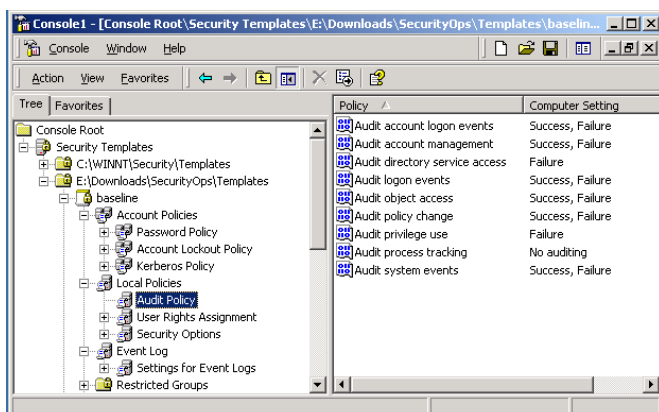 Console1 - [Console Root\Security Templates\E:\Downloads\SecurityOps\Templates\baselin...
Console Window Help
Action View Favorites
Tree Favorites
Policy Computer Setting
Console Root
Security Templates
C:\WINNT\Security\Templates
E:\Downloads\SecurityOps\Templates
baseline
Account Policies
Password Policy
Account Lockout Policy
Kerberos Policy
Local Policies
Audit Policy
User Rights Assignment
Security Options
Event Log
Settings for Event Logs
Restricted Groups
Audit account logon events Success, Failure
Audit account management Success, Failure
Audit directory service access Failure
Audit logon events Success, Failure
Audit object access Success, Failure
Audit policy change Success, Failure
Audit privilege use Failure
Audit process tracking No auditing
Audit system events Success, Failure